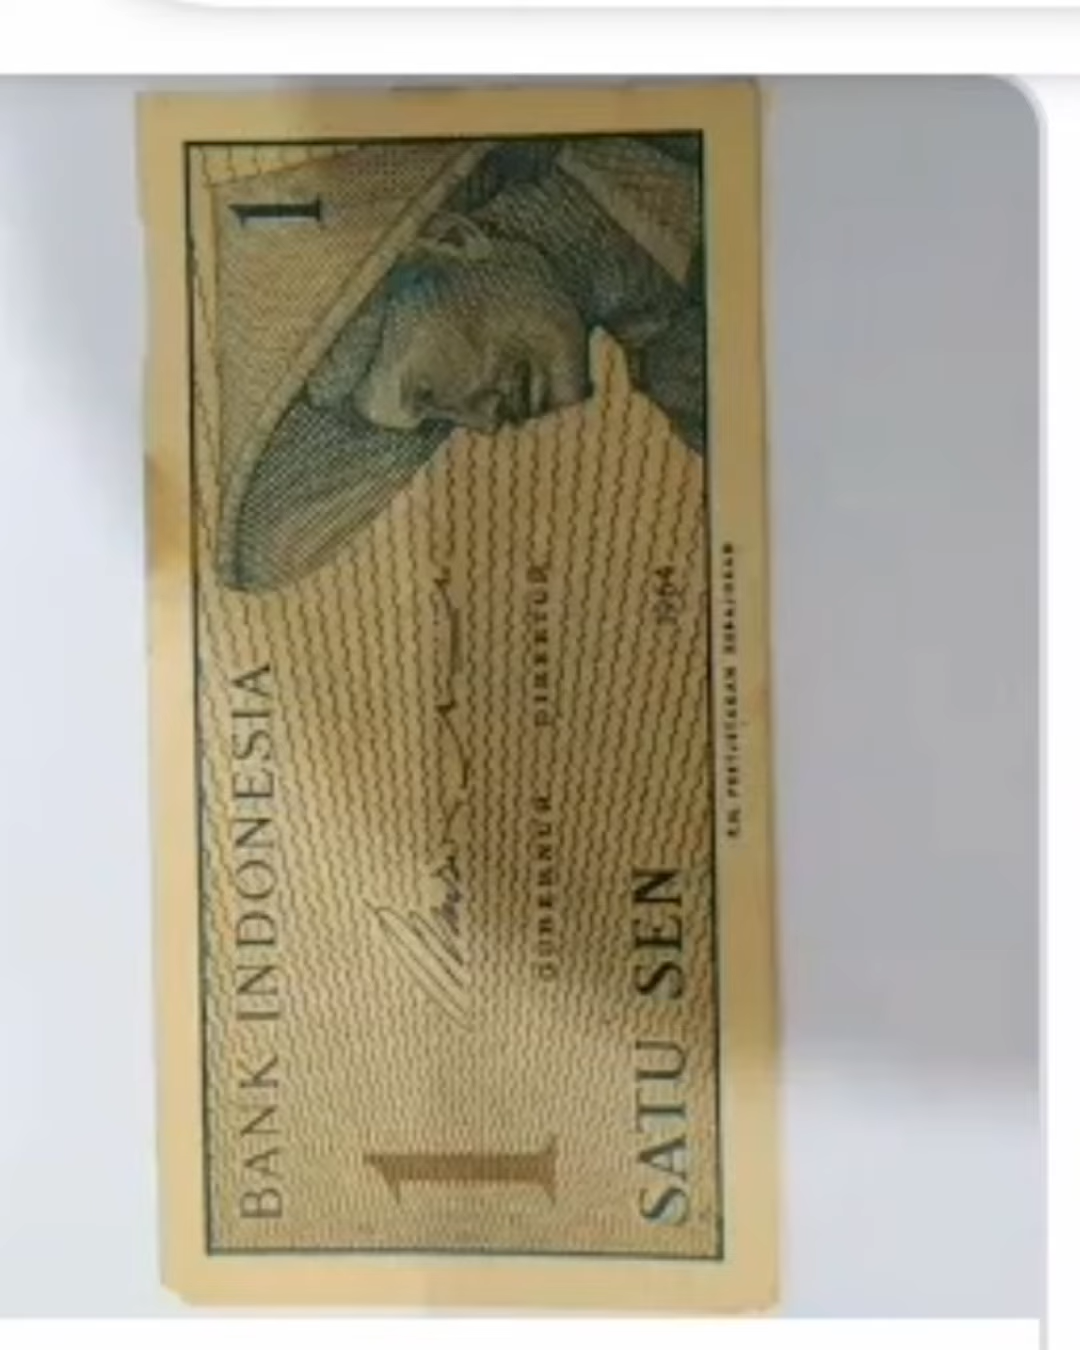 BANK INDONESIA
1
GUBERNUR DIREKTUR
1
SATU SEN
1964